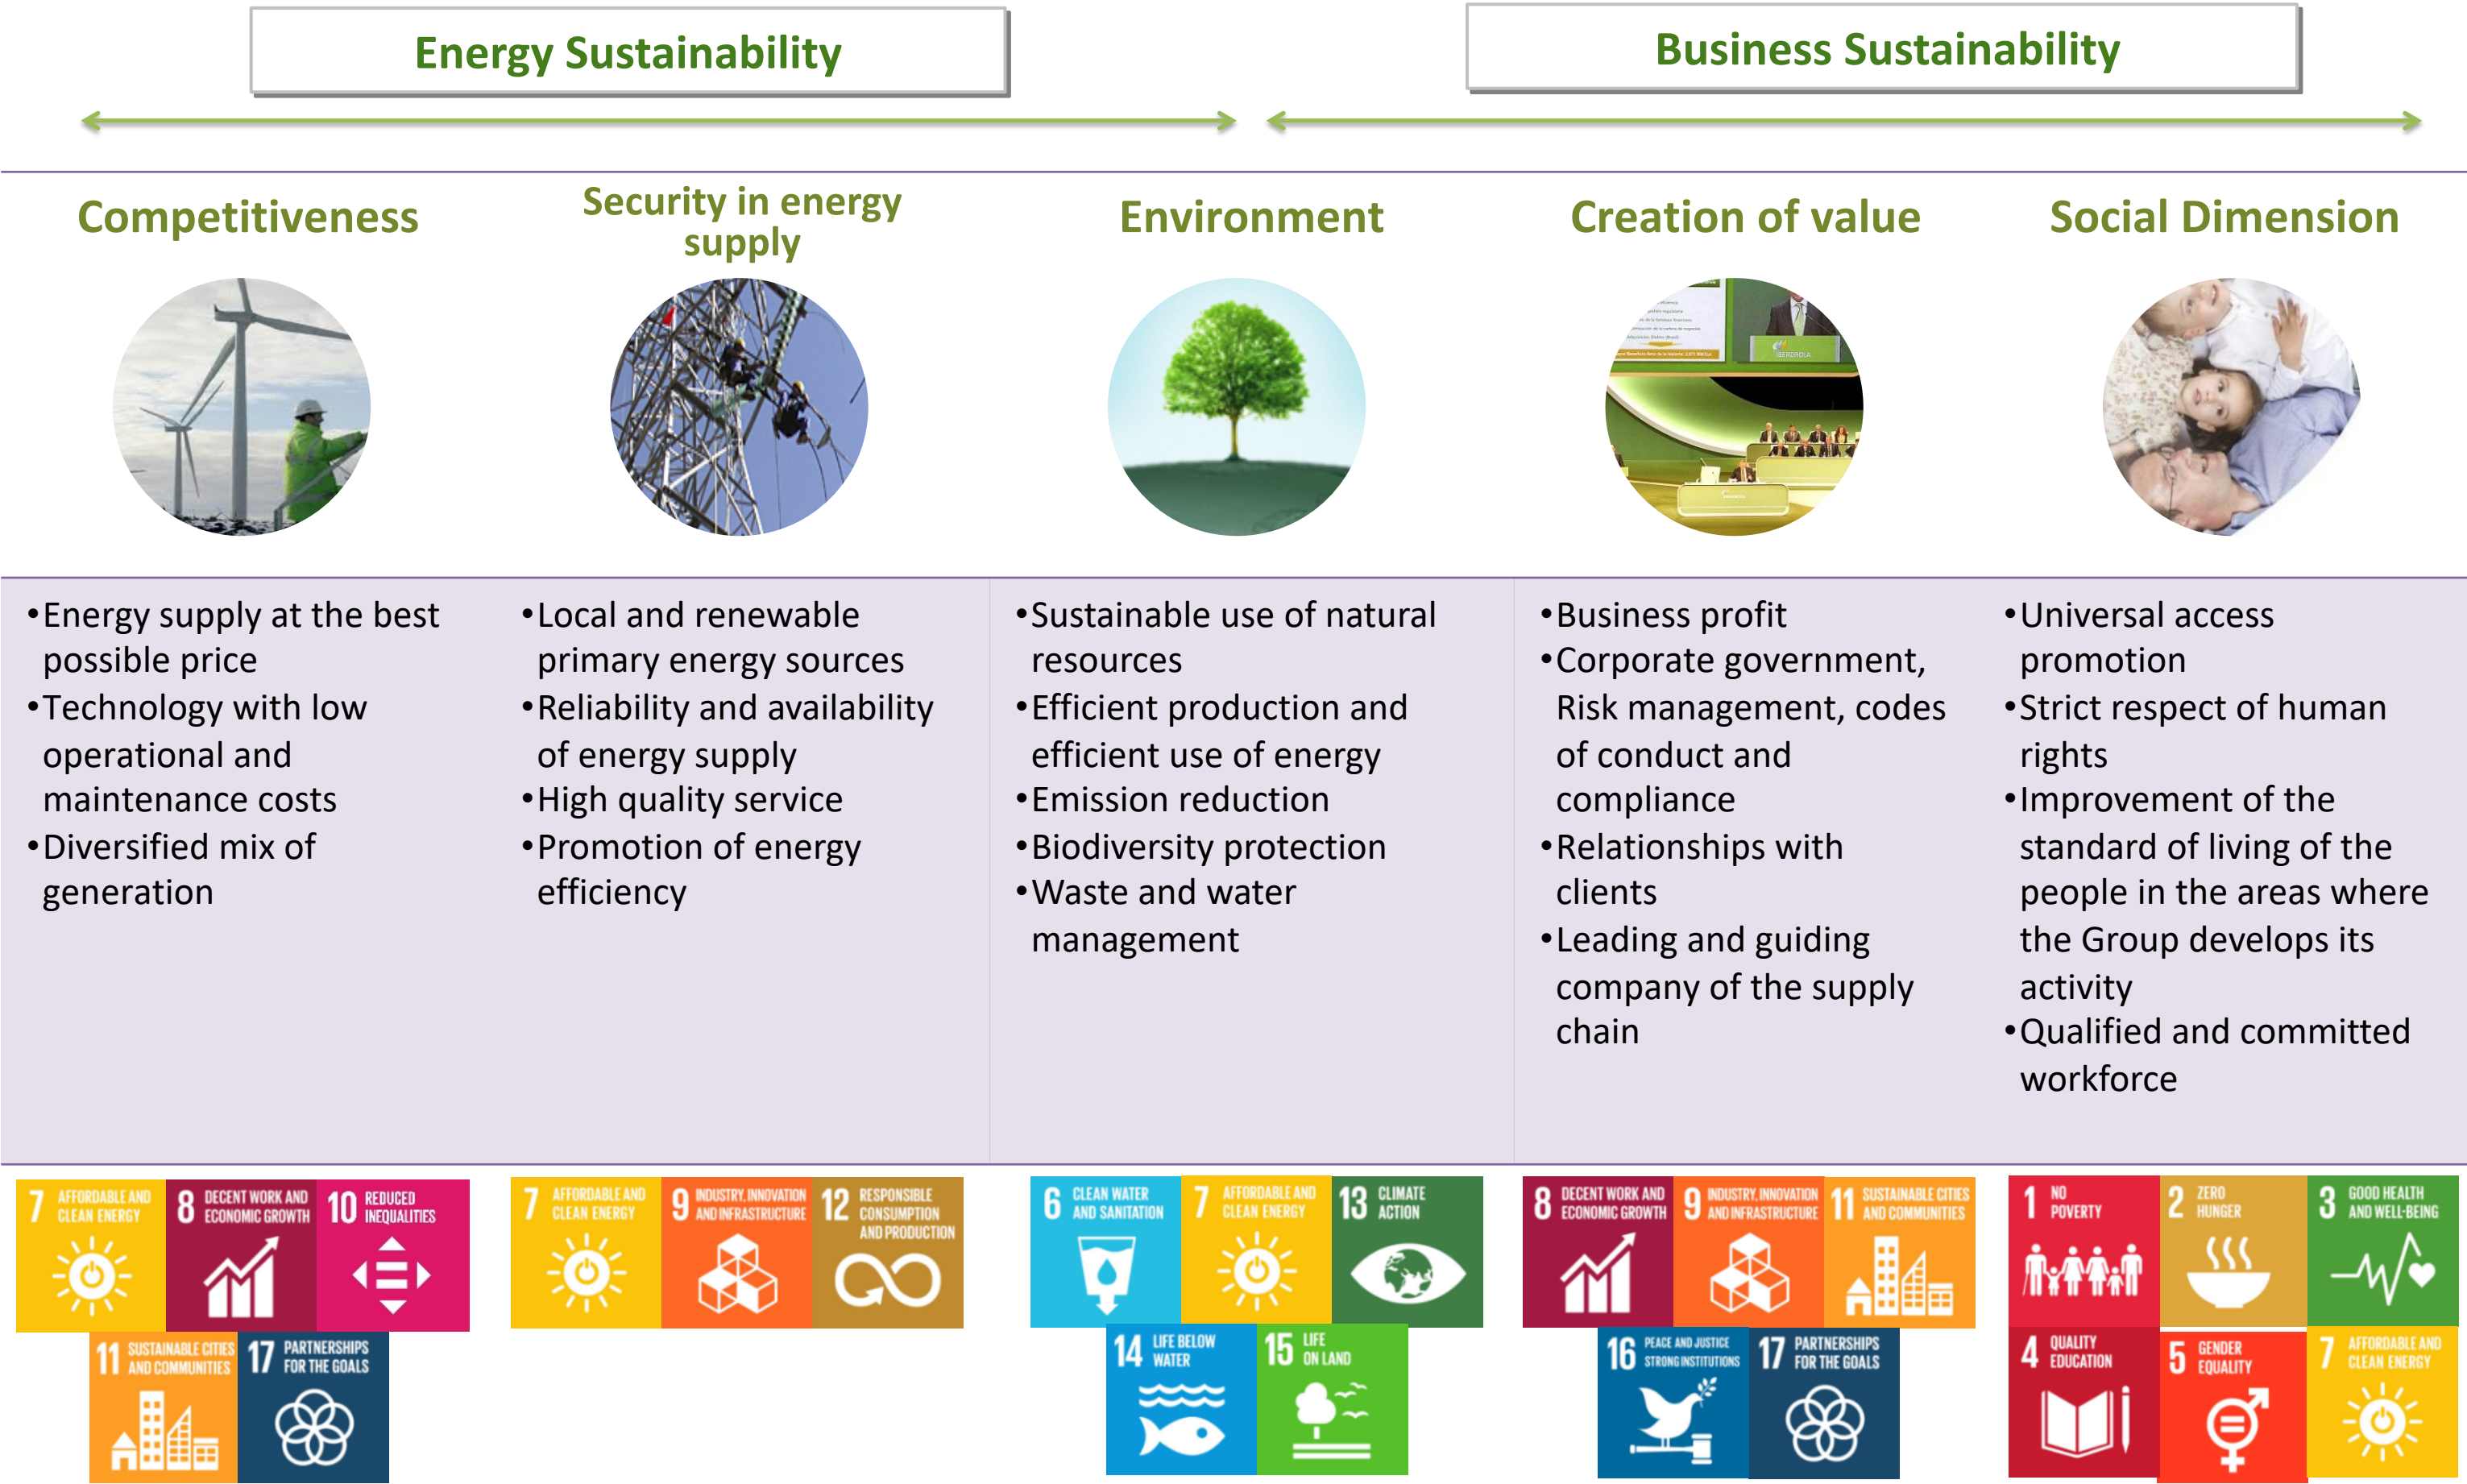 Energy Sustainability
Business Sustainability
Competitiveness
Security in energy
supply
Environment
Creation of value
Social Dimension
IBERDROLA
•Energy supply at the best
possible price
•Technology with low
operational and
maintenance costs
•Diversified mix of
generation
•Local and renewable
primary energy sources
•Reliability and availability
of energy supply
•High quality service
•Promotion of energy
efficiency
•Sustainable use of natural
resources
•Efficient production and
efficient use of energy
•Emission reduction
•Biodiversity protection
•Waste and water
management
•Business profit
•Corporate government,
Risk management, codes
of conduct and
compliance
•Relationships with
clients
•Leading and guiding
company of the supply
chain
•Universal access
promotion
•Strict respect of human
rights
•Improvement of the
standard of living of the
people in the areas where
the Group develops its
activity
•Qualified and committed
workforce
7 AFFORDABLE AND
CLEAN ENERGY
8 DECENT WORK AND
ECONOMIC GROWTH
10 REDUCED
INEQUALITIES
11 SUSTAINABLE CITIES
AND COMMUNITIES
17 PARTNERSHIPS
FOR THE GOALS
7 AFFORDABLE AND
CLEAN ENERGY
9 INDUSTRY, INNOVATION
AND INFRASTRUCTURE
12 RESPONSIBLE
CONSUMPTION
AND PRODUCTION
6 CLEAN WATER
AND SANITATION
7 AFFORDABLE AND
CLEAN ENERGY
13 CLIMATE
ACTION
14 LIFE BELOW
WATER
15 LIFE
ON LAND
8 DECENT WORK AND
ECONOMIC GROWTH
9 INDUSTRY, INNOVATION
AND INFRASTRUCTURE
11 SUSTAINABLE CITIES
AND COMMUNITIES
16 PEACE AND JUSTICE
STRONG INSTITUTIONS
17 PARTNERSHIPS
FOR THE GOALS
1 NO
POVERTY
2 ZERO
HUNGER
3 GOOD HEALTH
AND WELL-BEING
4 QUALITY
EDUCATION
5 GENDER
EQUALITY
7 AFFORDABLE AND
CLEAN ENERGY